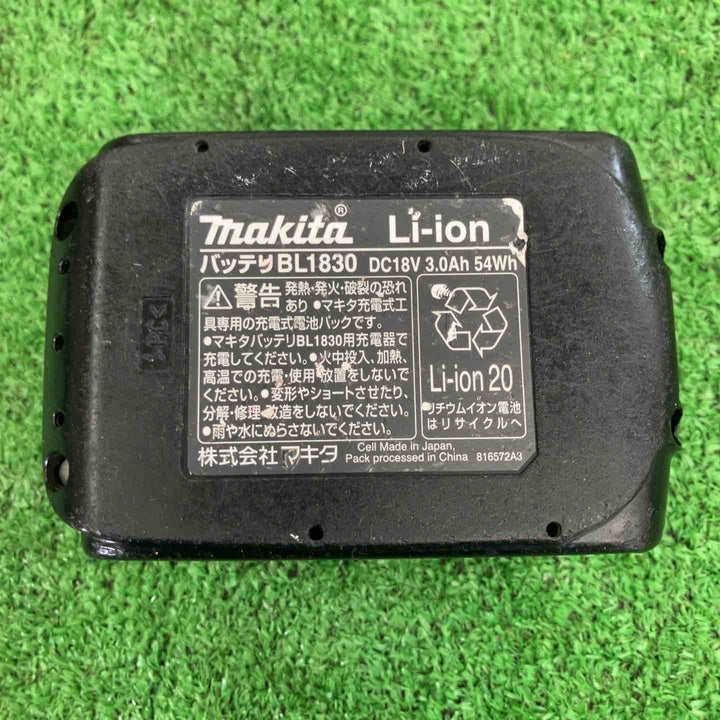 makita® Li-ion
バッテリBL1830 DC18V 3.0Ah 54Wh
警告 発熱・発火・破裂の恐れ
あり ●マキタ充電式工
具専用の充電式電池パックです。
●マキタバッテリBL1830用充電器で
充電してください。●火中投入、加熱、
高温での充電・使用・放置をしないで
ください。●変形やショートさせたり、
分解・修理・改造をしないでください。
●雨や水にぬらさないでください。
Li-ion 20
●リチウムイオン電池
はリサイクルへ
株式会社 マキタ
Cell Made in Japan,
Pack processed in China 816572A3